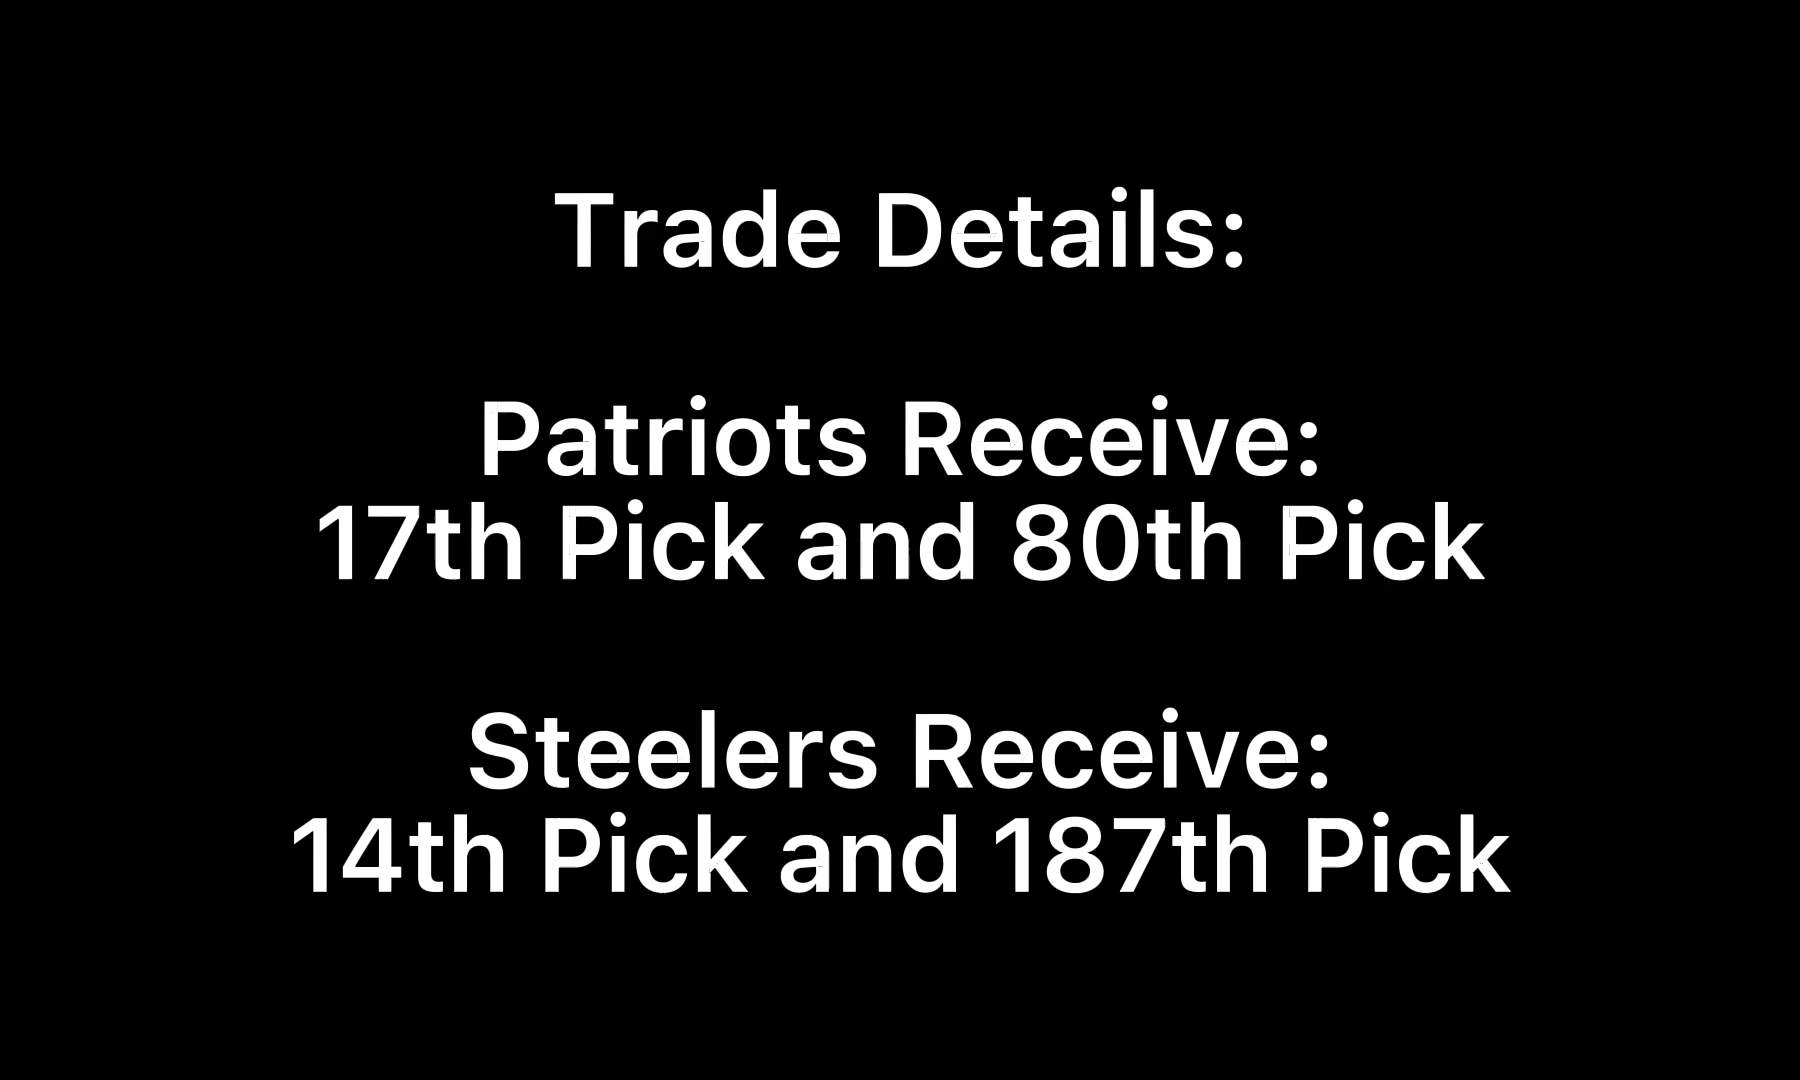 Trade Details:
Patriots Receive:
17th Pick and 80th Pick
Steelers Receive:
14th Pick and 187th Pick